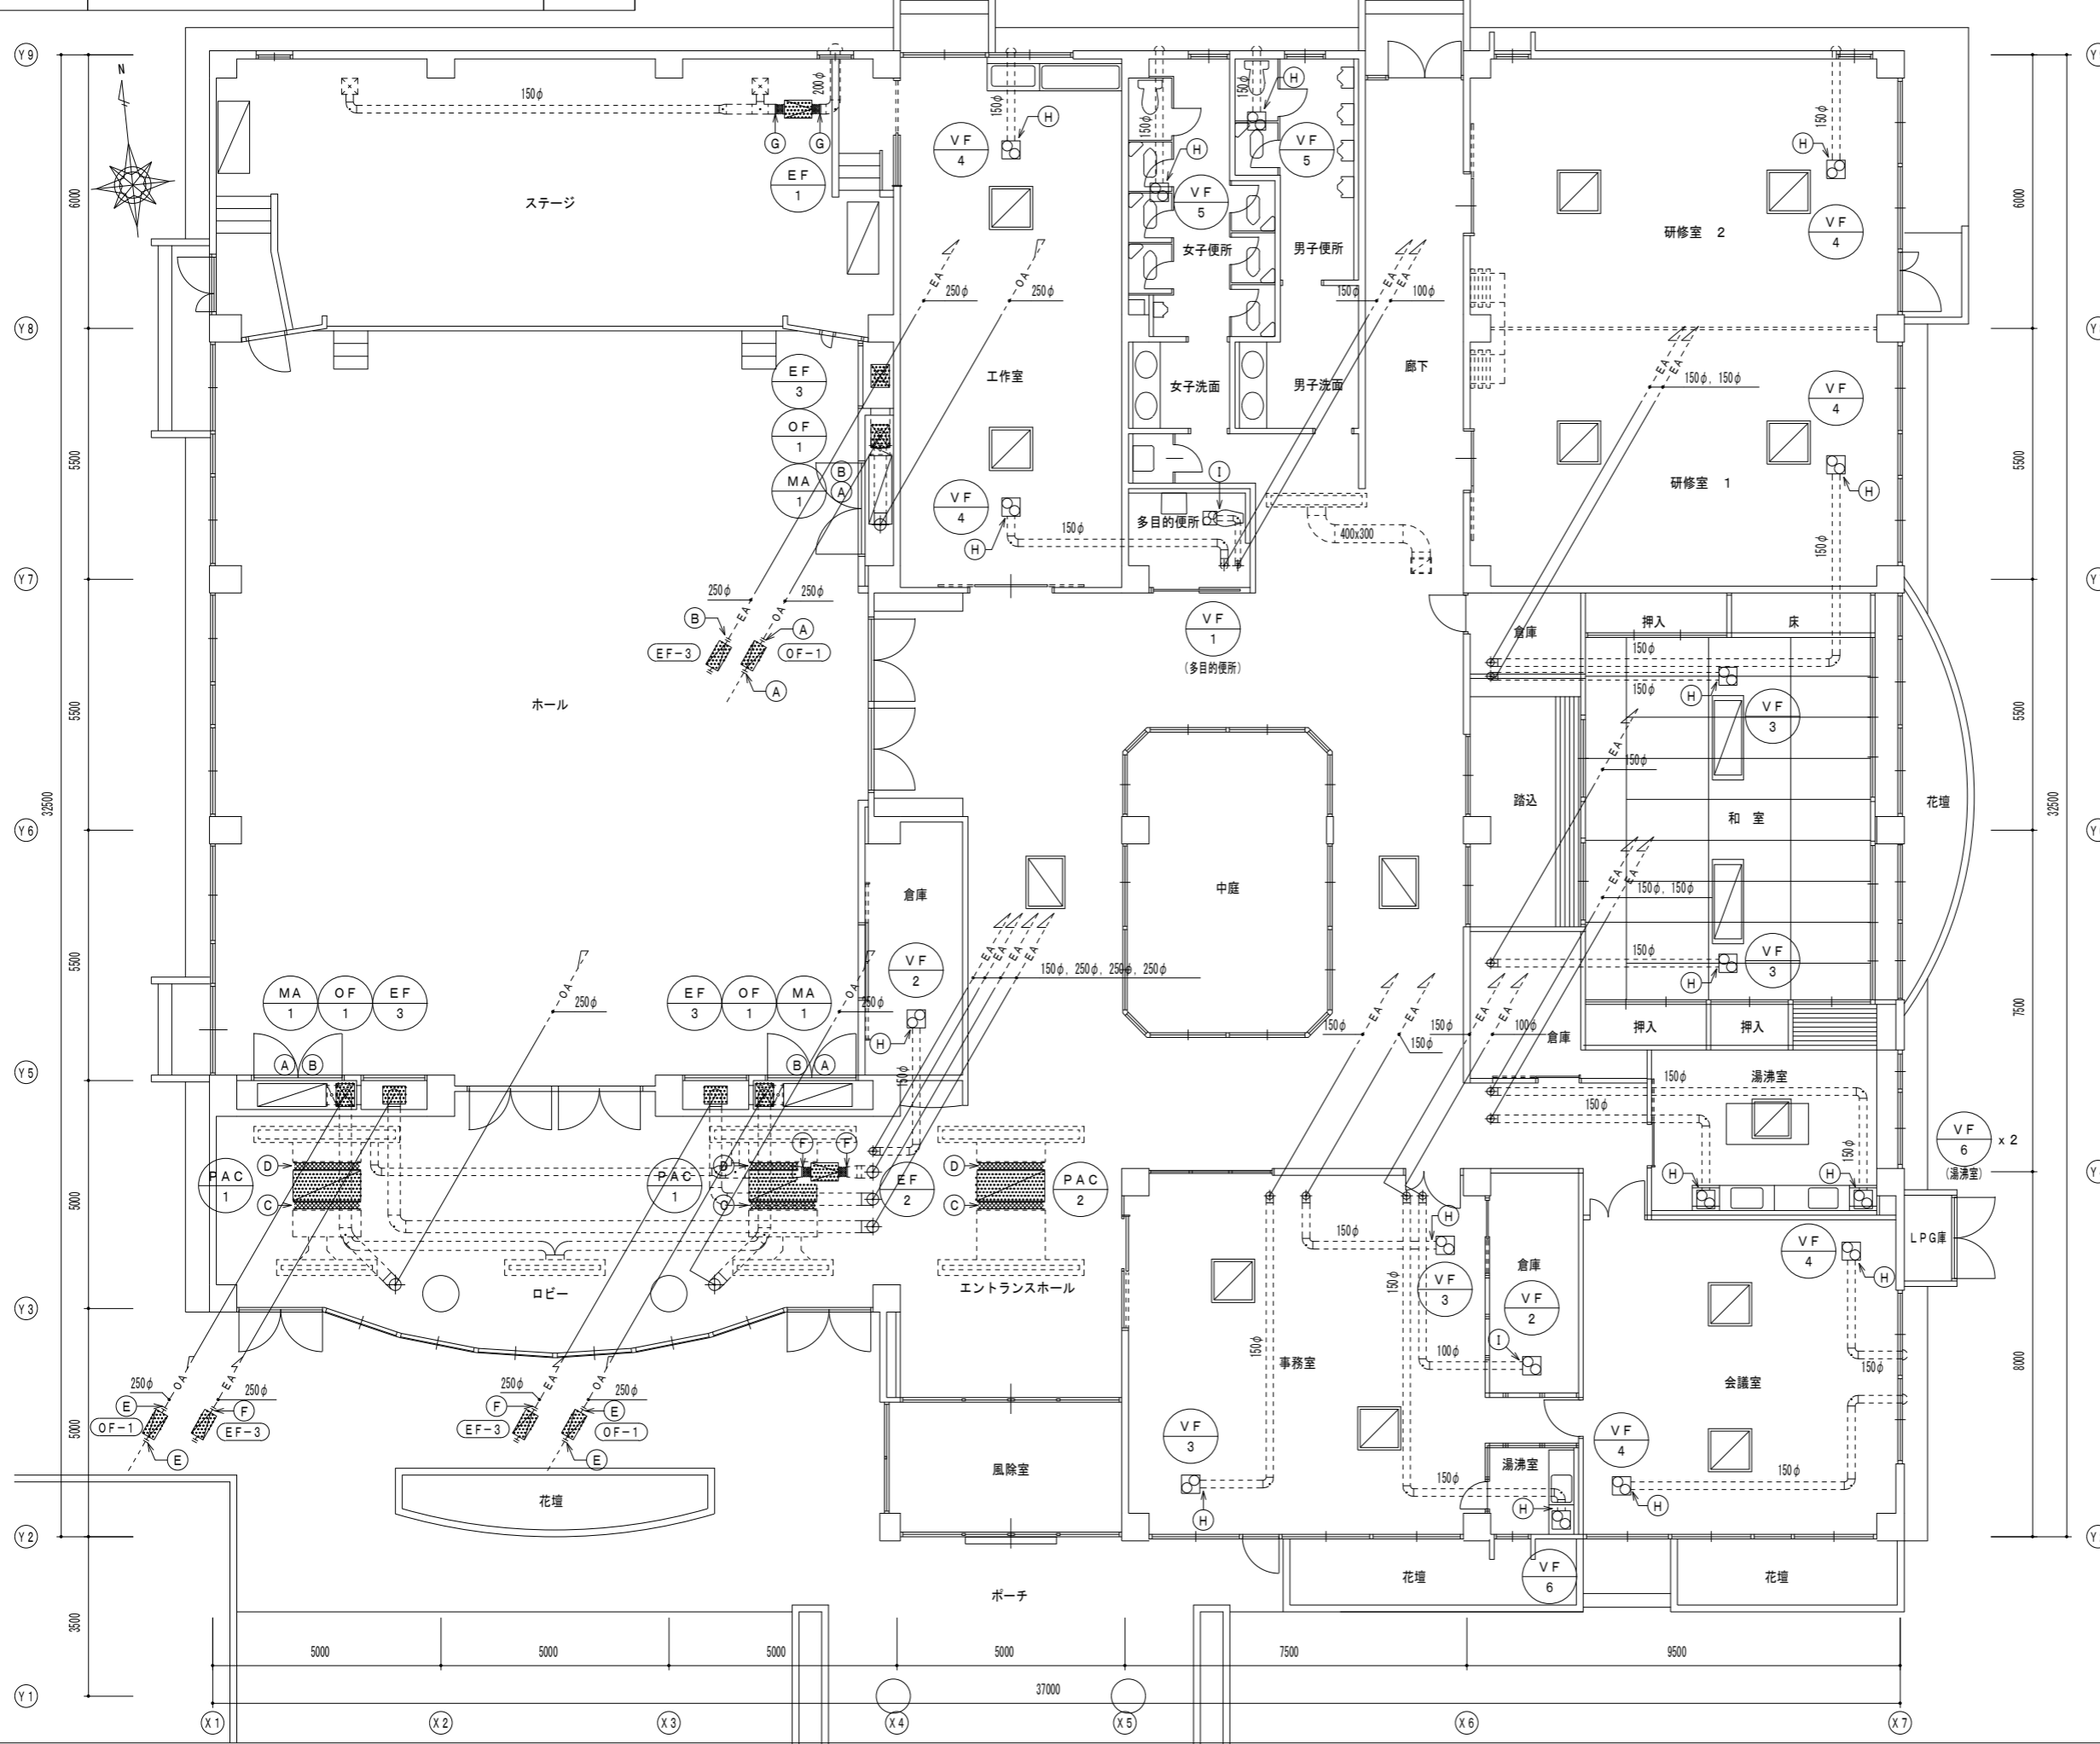 Y9
N
6000
150φ
200φ
G
G
EF
1
ステージ
150φ
H
VF
4
150φ
H
VF
5
150φ
H
VF
5
女子便所
男子便所
150φ
H
研修室 2
VF
4
6000
EA
250φ
OA
250φ
EA
EA
150φ
100φ
Y8
EF
3
OF
1
MA
1
B
A
工作室
女子洗面
男子洗面
廊下
EA
EA
150φ, 150φ
VF
4
5500
5500
VF
4
H
150φ
I
多目的便所
400x300
研修室 1
H
150φ
Y7
250φ
250φ
EA
OA
B
A
EF-3
OF-1
A
VF
1
(多目的便所)
倉庫
押入
床
150φ
150φ
H
VF
3
EA
150φ
5500
32500
ホール
踏込
和 室
花壇
5500
32500
Y6
倉庫
中庭
EA
EA
150φ, 150φ
VF
2
EA
EA
EA
EA
150φ, 250φ, 250φ, 250φ
150φ
VF
3
H
5500
7500
MA
1
OF
1
EF
3
EF
3
OF
1
MA
1
OA
250φ
OA
250φ
A
B
B
A
H
150φ
EA
EA
EA
EA
150φ
150φ
150φ
100φ
倉庫
押入
押入
Y5
湯沸室
150φ
150φ
150φ
VF
6
x 2
(湯沸室)
H
H
D
PAC
1
C
PAC
1
D
C
F
F
EF
2
D
C
PAC
2
5000
5000
150φ
H
VF
3
倉庫
VF
2
I
100φ
150φ
150φ
VF
4
H
LPG庫
ロビー
エントランスホール
Y3
事務室
会議室
150φ
8000
OA
250φ
E
OF-1
E
EA
250φ
F
EF-3
EA
250φ
F
EF-3
OA
250φ
E
OF-1
E
5000
VF
3
H
湯沸室
150φ
H
VF
4
150φ
H
風除室
花壇
Y2
VF
6
花壇
花壇
ポーチ
3500
5000
5000
5000
5000
7500
9500
37000
Y1
X1
X2
X3
X4
X5
X6
X7